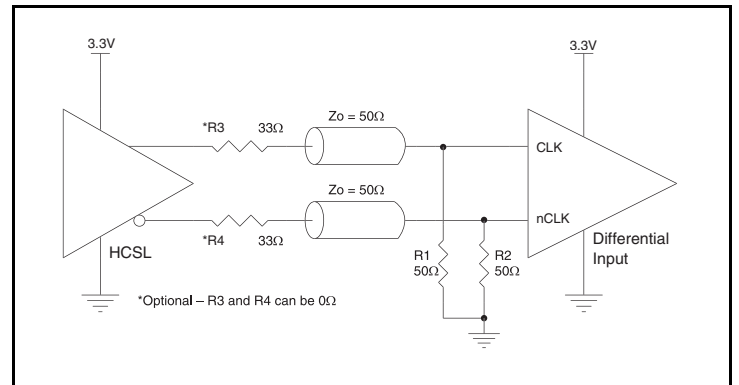 3.3V
3.3V
*R3 33Ω
Zo = 50Ω
CLK
Zo = 50Ω
nCLK
*R4 33Ω
HCSL
R1
50Ω
R2
50Ω
Differential
Input
*Optional – R3 and R4 can be 0Ω